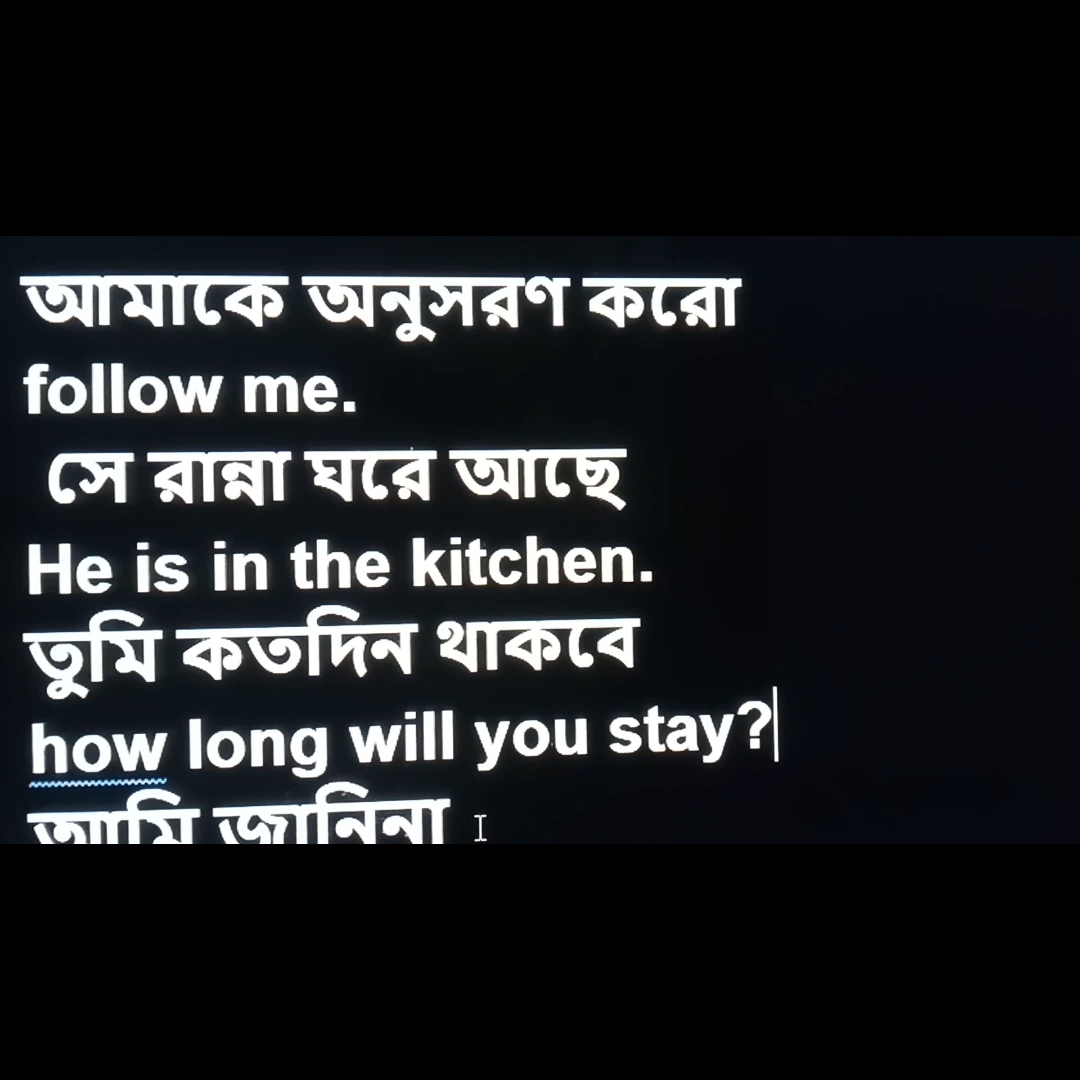 আমাকে অনুসরণ করো
follow me.
সে রান্না ঘরে আছে
He is in the kitchen.
তুমি কতদিন থাকবে
how long will you stay?
আমি জানিনা